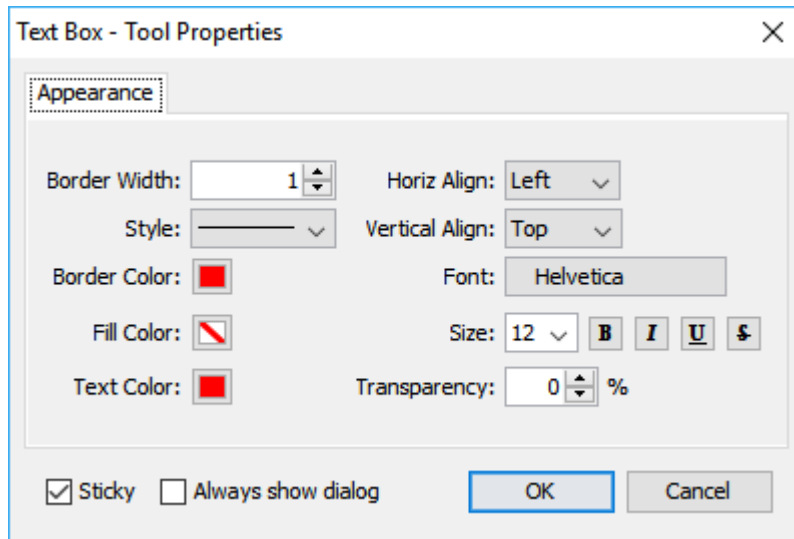 Text Box - Tool Properties
Appearance
Border Width: 1 Horiz Align: Left
Style: Vertical Align: Top
Border Color: Font: Helvetica
Fill Color: Size: 12 B I U S
Text Color: Transparency: 0 %
Sticky Always show dialog OK Cancel